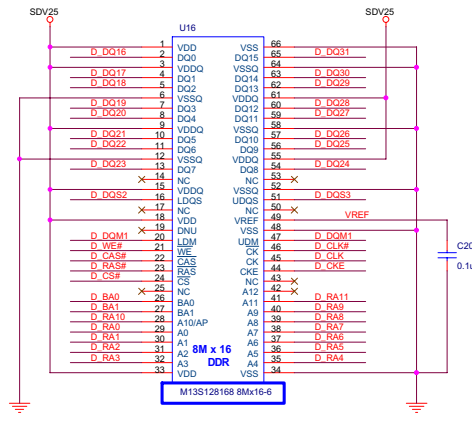 SDV25 SDV25
U16
1 VDD VSS 66
D_DQ16 2 DQ0 DQ15 65 D_DQ31
3 VDDQ VSSQ 64
D_DQ17 4 DQ1 DQ14 63 D_DQ30
D_DQ18 5 DQ2 DQ13 62 D_DQ29
6 VSSQ VDDQ 61
D_DQ19 7 DQ3 DQ12 60 D_DQ28
D_DQ20 8 DQ4 DQ11 59 D_DQ27
9 VDDQ VSSQ 58
D_DQ21 10 DQ5 DQ10 57 D_DQ26
D_DQ22 11 DQ6 DQ9 56 D_DQ25
12 VSSQ VDDQ 55
D_DQ23 13 DQ7 DQ8 54 D_DQ24
14 NC NC 53
15 VDDQ VSSQ 52
D_DQS2 16 LDQS UDQS 51 D_DQS3
17 NC NC 50
18 VDD VREF 49 VREF
19 DNU VSS 48
D_DQM1 20 LDM UDM 47 D_DQM1
D_WE# 21 WE CK 46 D_CLK#
D_CAS# 22 CAS CK 45 D_CLK
D_RAS# 23 RAS CKE 44 D_CKE
D_CS# 24 CS NC 43
25 NC A12 42
D_BA0 26 BA0 A11 41 D_RA11
D_BA1 27 BA1 A9 40 D_RA9
D_RA10 28 A10/AP A8 39 D_RA8
D_RA0 29 A0 A7 38 D_RA7
D_RA1 30 A1 A6 37 D_RA6
D_RA2 31 A2 A5 36 D_RA5
D_RA3 32 A3 A4 35 D_RA4
33 VDD VSS 34
8M x 16
DDR
M13S128168 8Mx16-6
C20
0.1u